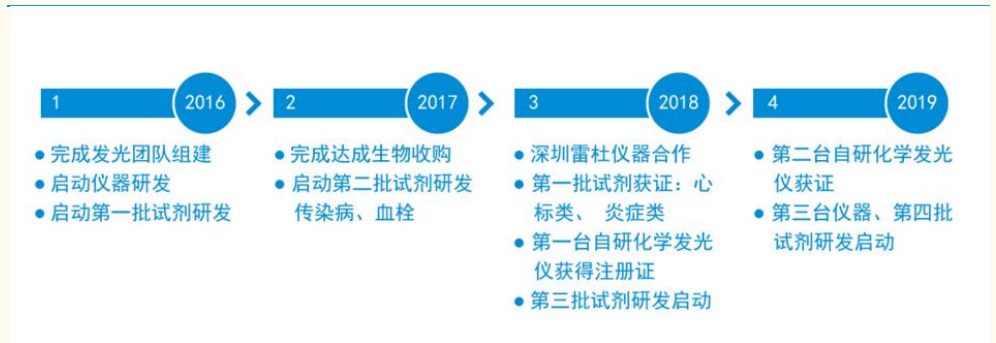 1 2016
● 完成发光团队组建
● 启动仪器研发
● 启动第一批试剂研发
2 2017
● 完成达成生物收购
● 启动第二批试剂研发
传染病、血栓
3 2018
● 深圳雷杜仪器合作
● 第一批试剂获证：心
标类、 炎症类
● 第一台自研化学发光
仪获得注册证
● 第三批试剂研发启动
4 2019
● 第二台自研化学发光
仪获证
● 第三台仪器、第四批
试剂研发启动